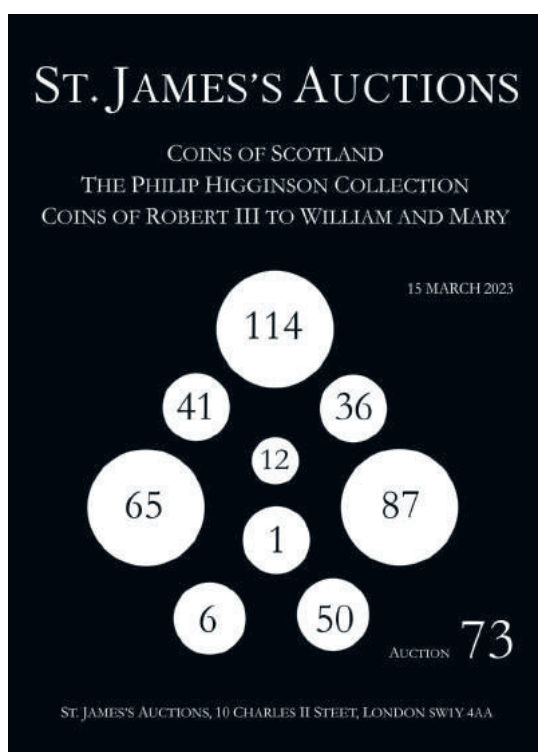 ST. JAMES'S AUCTIONS
COINS OF SCOTLAND
THE PHILIP HIGGINSON COLLECTION
COINS OF ROBERT III TO WILLIAM AND MARY
15 MARCH 2023
114
41 36
12
65 87
1
6 50
AUCTION 73
ST. JAMES'S AUCTIONS, 10 CHARLES II STEET, LONDON SW1Y 4AA